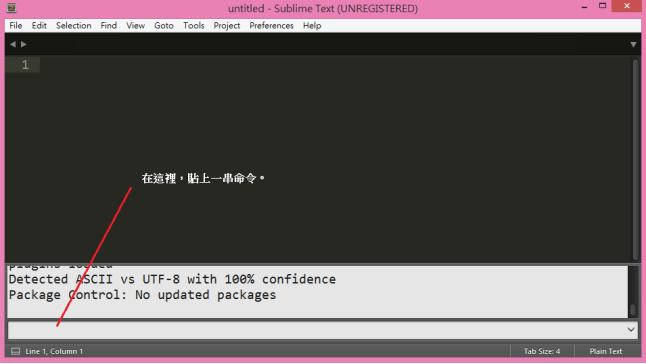 untitled - Sublime Text (UNREGISTERED)
File Edit Selection Find View Goto Tools Project Preferences Help
1
在這裡，貼上一串命令。
plugins loaded
Detected ASCII vs UTF-8 with 100% confidence
Package Control: No updated packages
Line 1, Column 1 Tab Size: 4 Plain Text